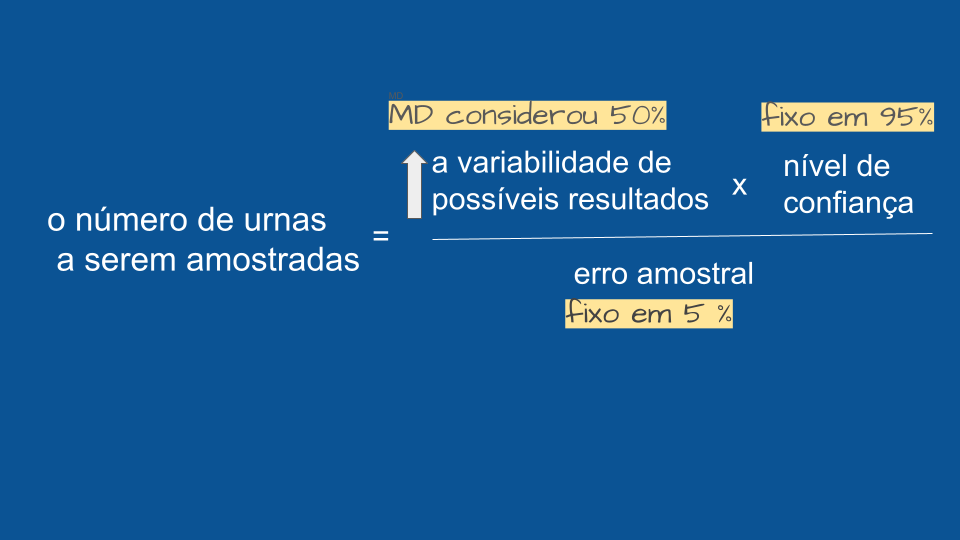 MD
MD considerou 50%
fixo em 95%
a variabilidade de
possíveis resultados
x
nível de
confiança
o número de urnas
a serem amostradas
=
erro amostral
fixo em 5 %